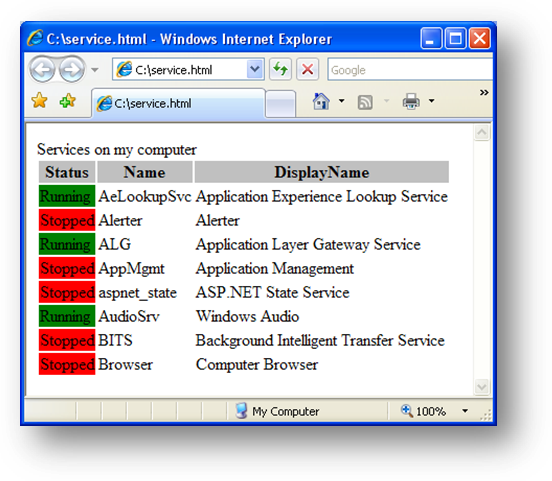 C:\service.html - Windows Internet Explorer
C:\service.html Google
C:\service.html »
Services on my computer
Status Name DisplayName
Running AeLookupSvc Application Experience Lookup Service
Stopped Alerter Alerter
Running ALG Application Layer Gateway Service
Stopped AppMgmt Application Management
Stopped aspnet_state ASP.NET State Service
Running AudioSrv Windows Audio
Stopped BITS Background Intelligent Transfer Service
Stopped Browser Computer Browser
My Computer 100%